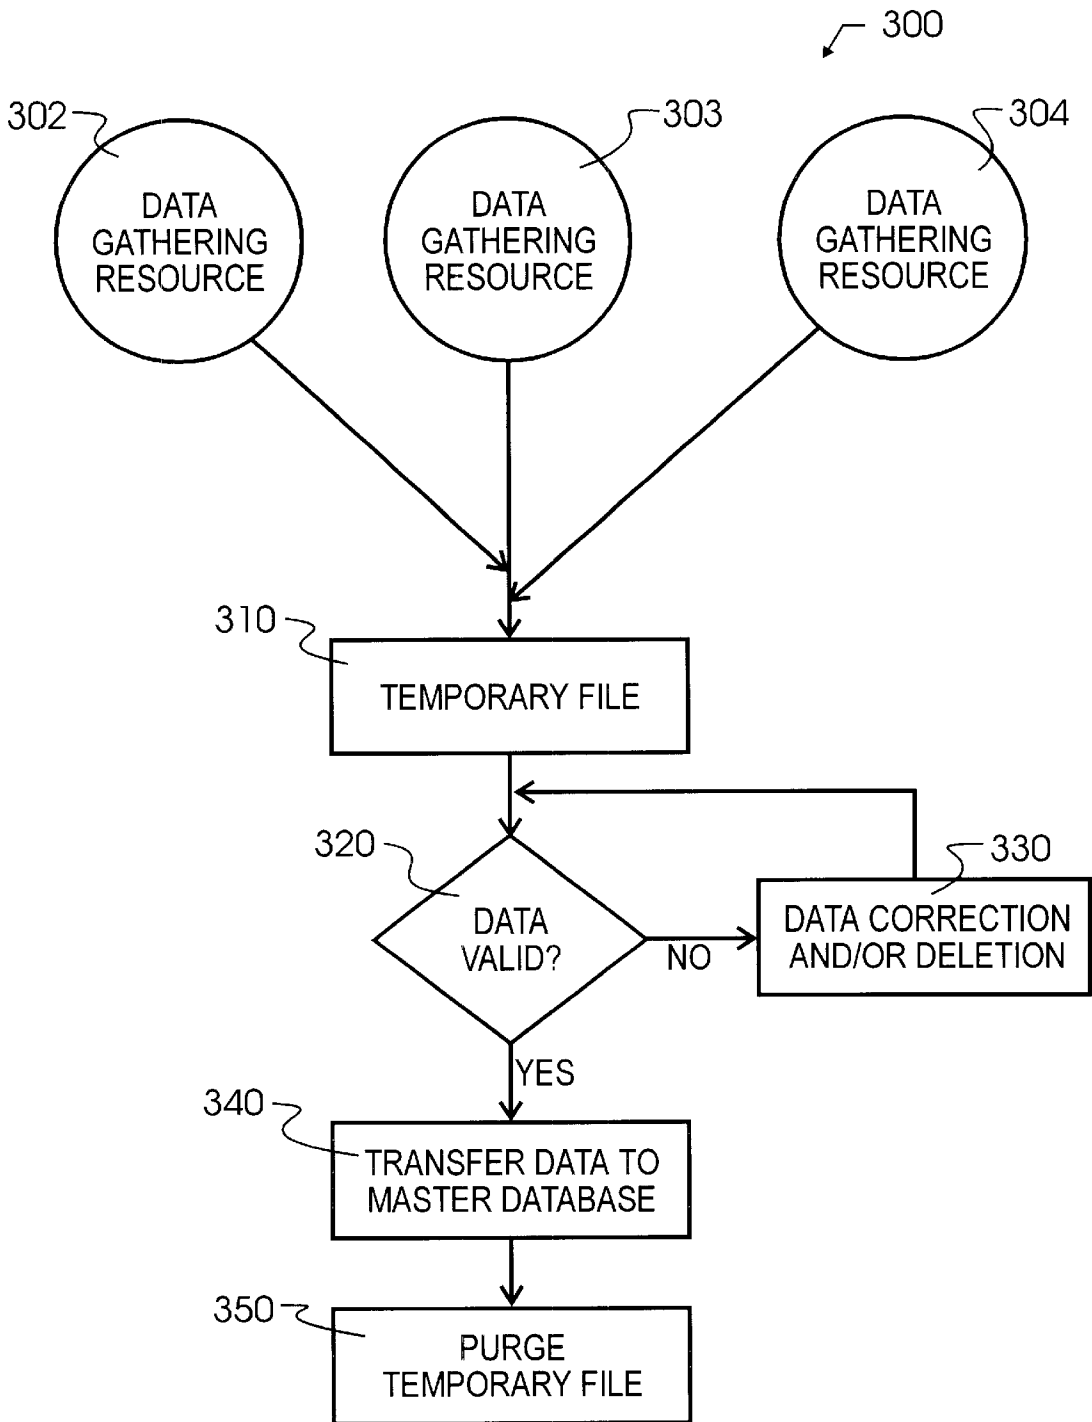 300
302
303
304
DATA
GATHERING
RESOURCE
DATA
GATHERING
RESOURCE
DATA
GATHERING
RESOURCE
310
TEMPORARY FILE
320
DATA
VALID?
NO
330
DATA CORRECTION
AND/OR DELETION
YES
340
TRANSFER DATA TO
MASTER DATABASE
350
PURGE
TEMPORARY FILE